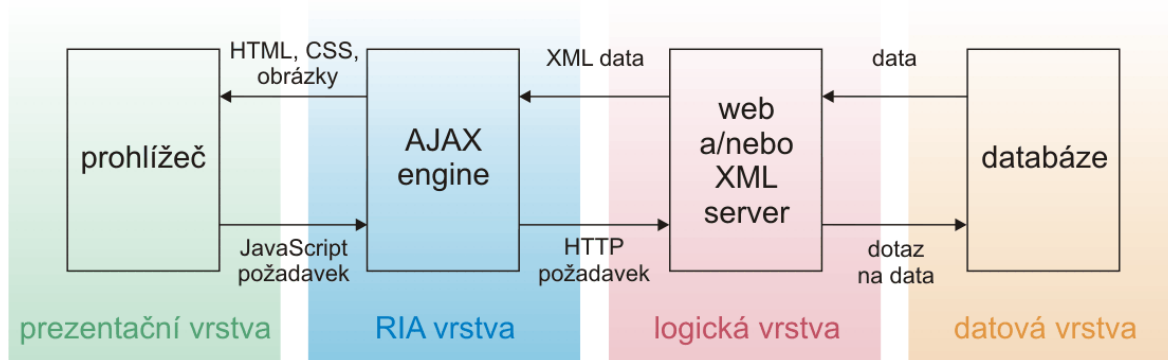 HTML, CSS,
obrázky
XML data
data
prohlížeč
AJAX
engine
web
a/nebo
XML
server
databáze
JavaScript
požadavek
HTTP
požadavek
dotaz
na data
prezentační vrstva
RIA vrstva
logická vrstva
datová vrstva